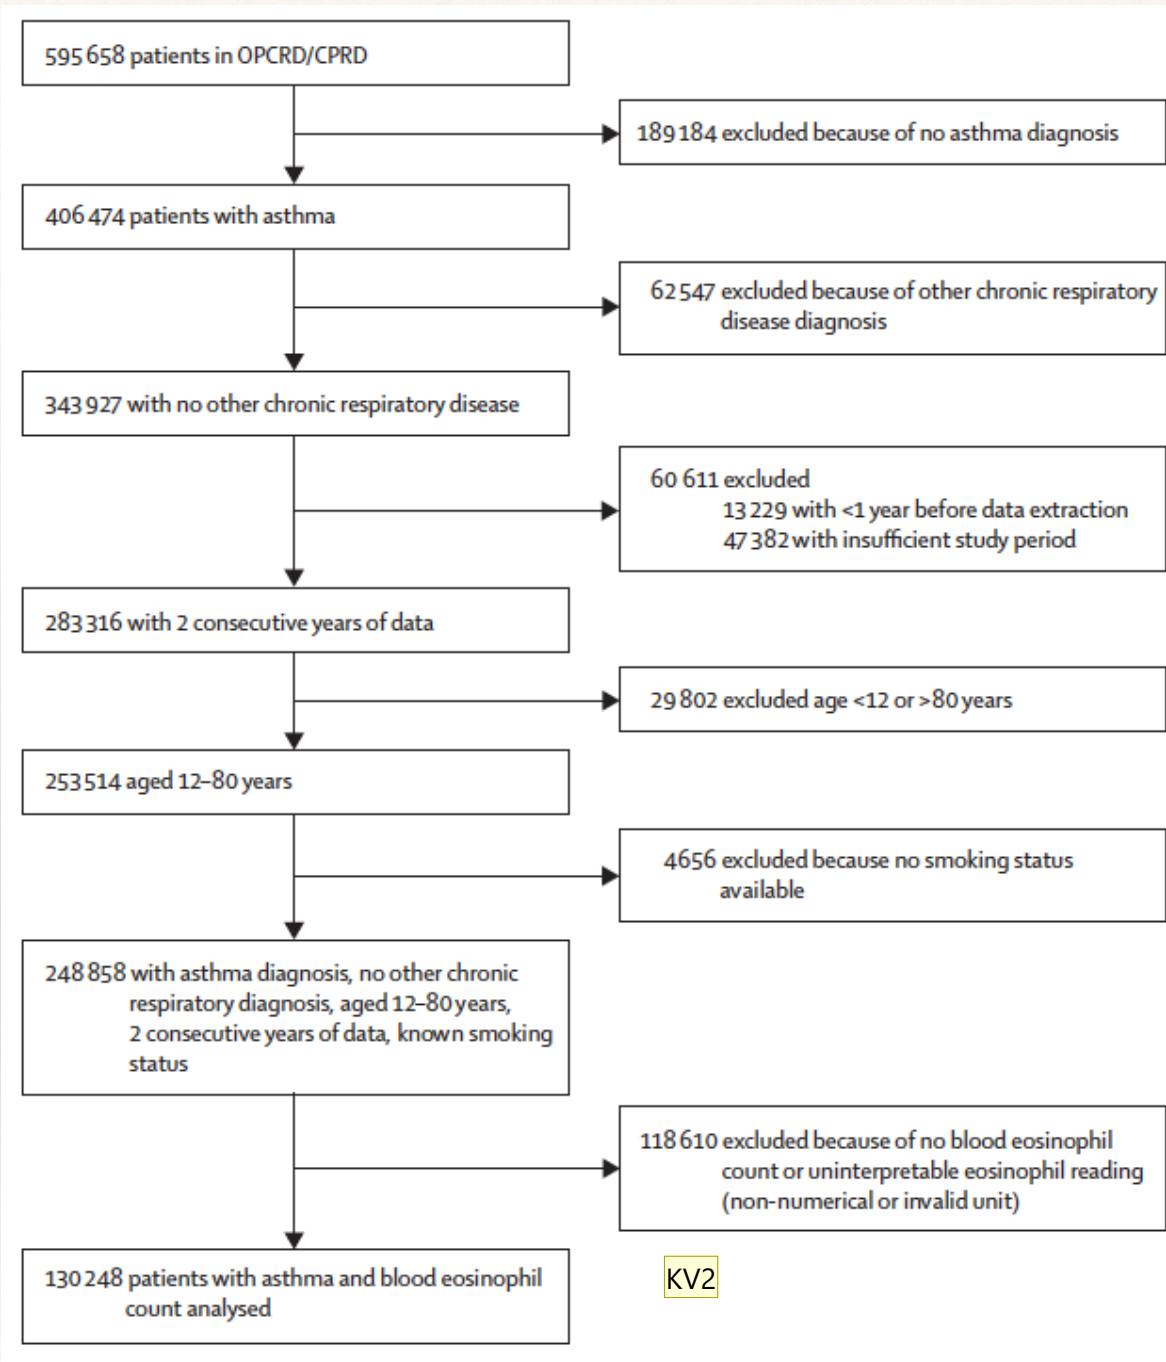 595 658 patients in OPCRD/CPRD
189 184 excluded because of no asthma diagnosis
406 474 patients with asthma
62 547 excluded because of other chronic respiratory
disease diagnosis
343 927 with no other chronic respiratory disease
60 611 excluded
13 229 with <1 year before data extraction
47 382 with insufficient study period
283 316 with 2 consecutive years of data
29 802 excluded age <12 or >80 years
253 514 aged 12–80 years
4656 excluded because no smoking status
available
248 858 with asthma diagnosis, no other chronic
respiratory diagnosis, aged 12–80 years,
2 consecutive years of data, known smoking
status
118 610 excluded because of no blood eosinophil
count or uninterpretable eosinophil reading
(non-numerical or invalid unit)
130 248 patients with asthma and blood eosinophil
count analysed
KV2